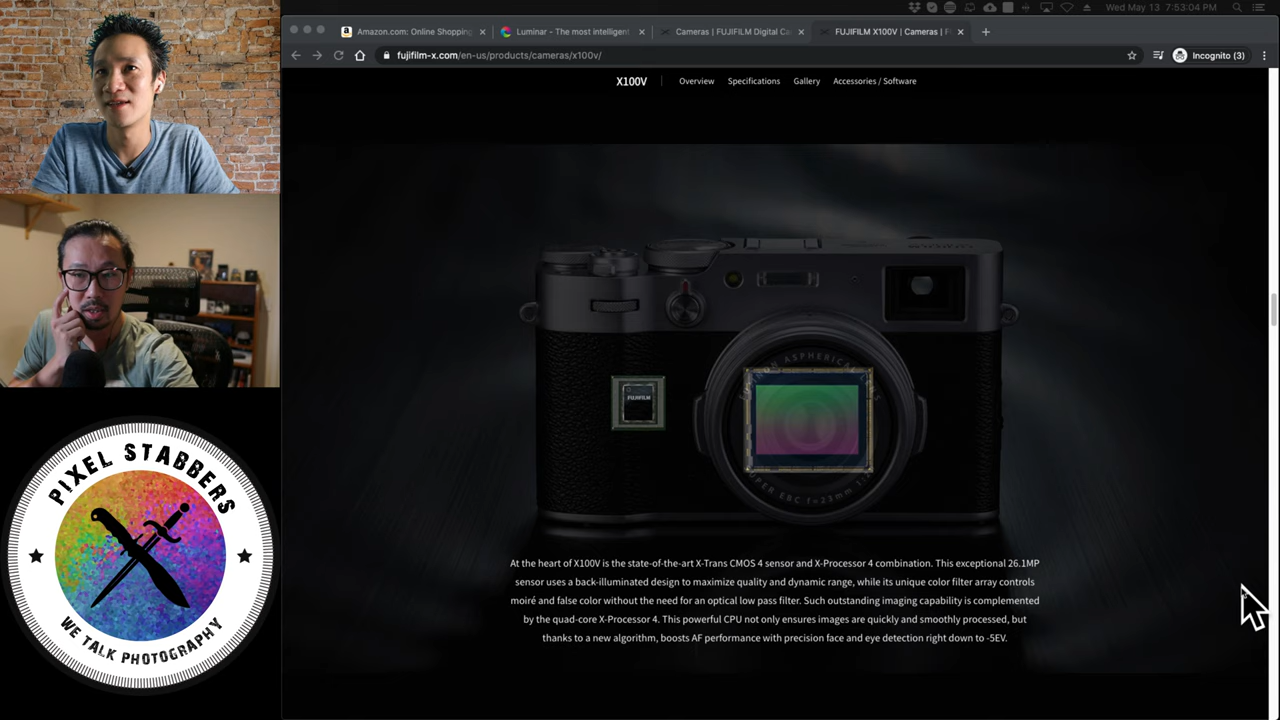 Wed May 13 7:53:04 PM
Amazon.com: Online Shopping
Luminar - The most intelligent
Cameras | FUJIFILM Digital Ca
FUJIFILM X100V | Cameras | F
fujifilm-x.com/en-us/products/cameras/x100v/
Incognito (3)
X100V
Overview
Specifications
Gallery
Accessories / Software
FUJIFILM
ASPHERICAL
SUPER EBC f=23mm
At the heart of X100V is the state-of-the-art X-Trans CMOS 4 sensor and X-Processor 4 combination. This exceptional 26.1MP
sensor uses a back-illuminated design to maximize quality and dynamic range, while its unique color filter array controls
moiré and false color without the need for an optical low pass filter. Such outstanding imaging capability is complemented
by the quad-core X-Processor 4. This powerful CPU not only ensures images are quickly and smoothly processed, but
thanks to a new algorithm, boosts AF performance with precision face and eye detection right down to -5EV.
PIXEL STABBERS
WE TALK PHOTOGRAPHY